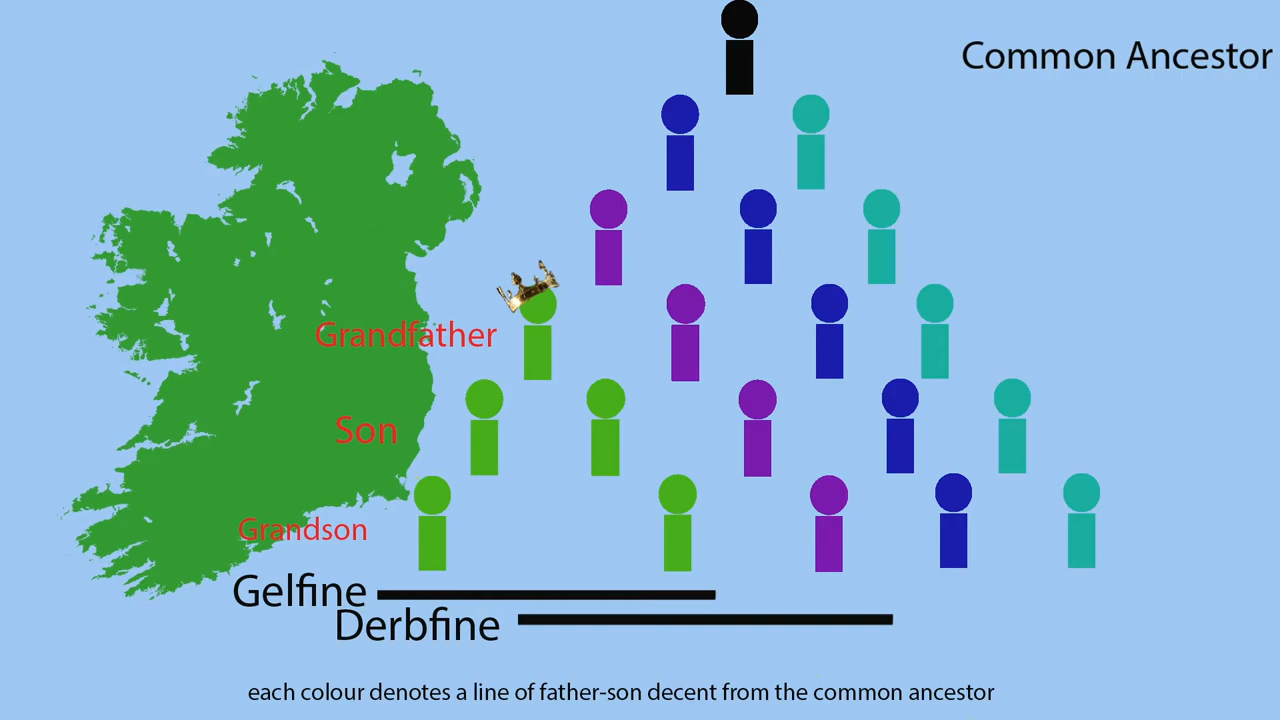 Common Ancestor
Grandfather
Son
Grandson
Gelfine
Derbfine
each colour denotes a line of father-son decent from the common ancestor